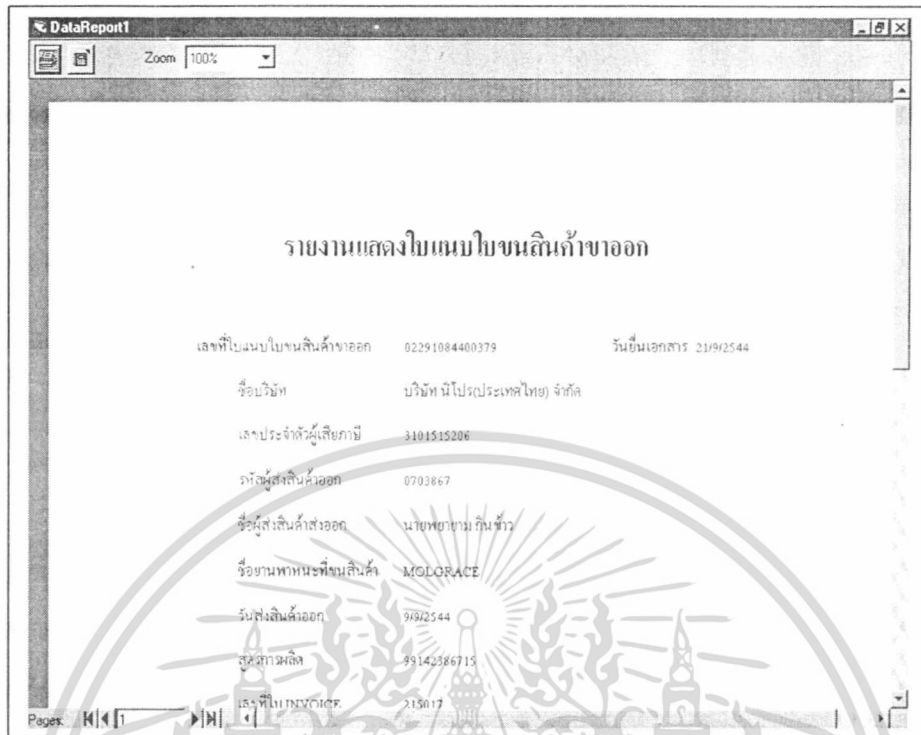 DataReport1
Zoom 100%
รายงานแสดงใบแนบใบขนสินค้าขาออก
เลขที่ใบแนบใบขนสินค้าขาออก 02291084400379 วันยื่นเอกสาร 21/9/2544
ชื่อบริษัท บริษัท นิโปร(ประเทศไทย) จำกัด
เลขประจำตัวผู้เสียภาษี 3101515206
รหัสผู้ส่งสินค้าออก 0703867
ชื่อผู้ส่งสินค้าส่งออก นายพยายาม กินข้าว
ชื่อยานพาหนะที่ขนสินค้า MOLGRACE
วันส่งสินค้าออก 9/9/2544
สูตรการผลิต 99142386715
เลขที่ใบ INVOICE 215017
Pages: 1